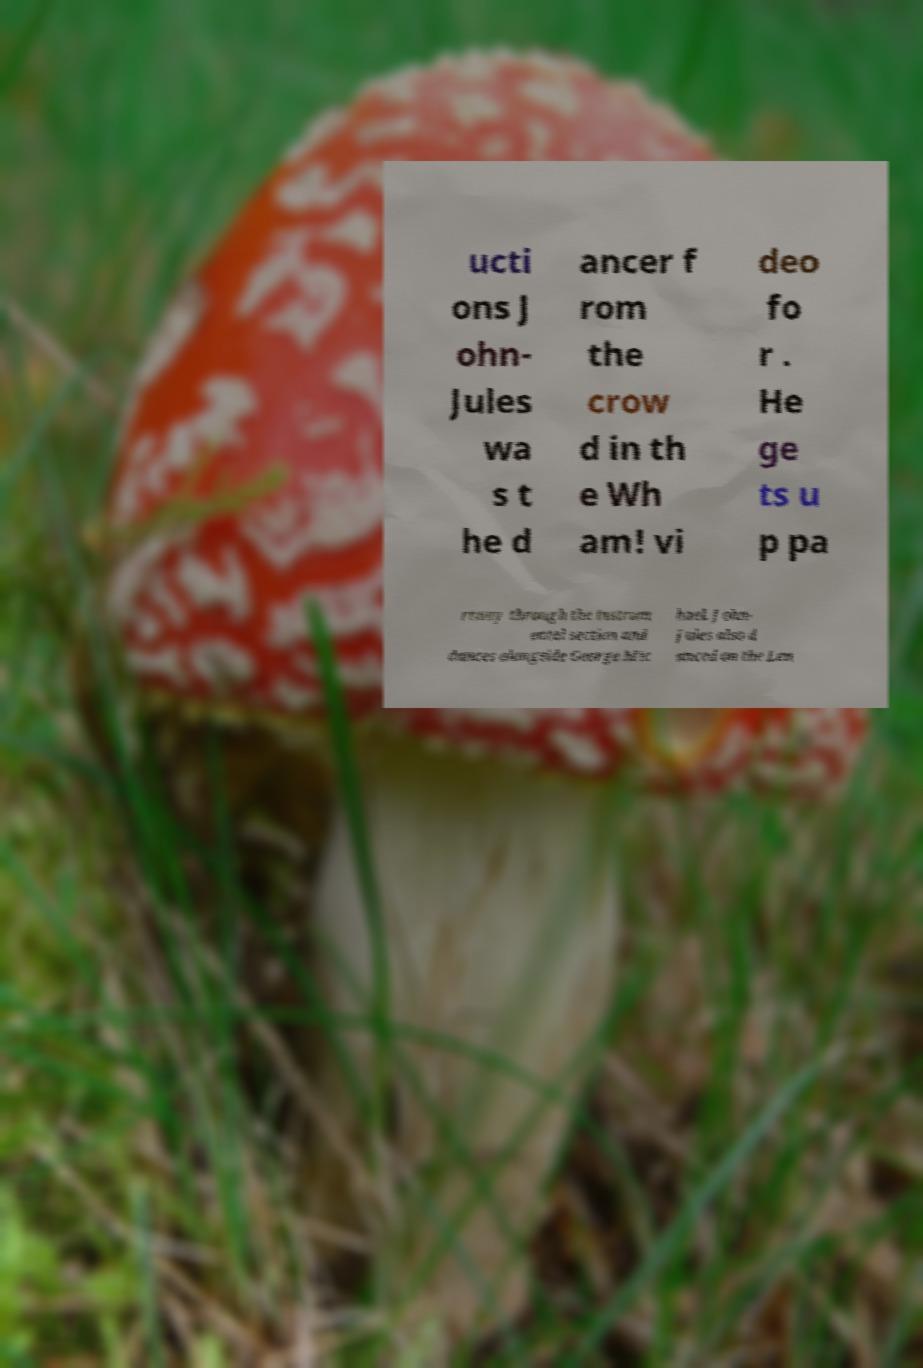 ucti
ons J
ohn-
Jules
wa
s t
he d
ancer f
rom
the
crow
d in th
e Wh
am! vi
deo
fo
r .
He
ge
ts u
p pa
rtway through the instrum
ental section and
dances alongside George Mic
hael. John-
Jules also d
anced on the Lon